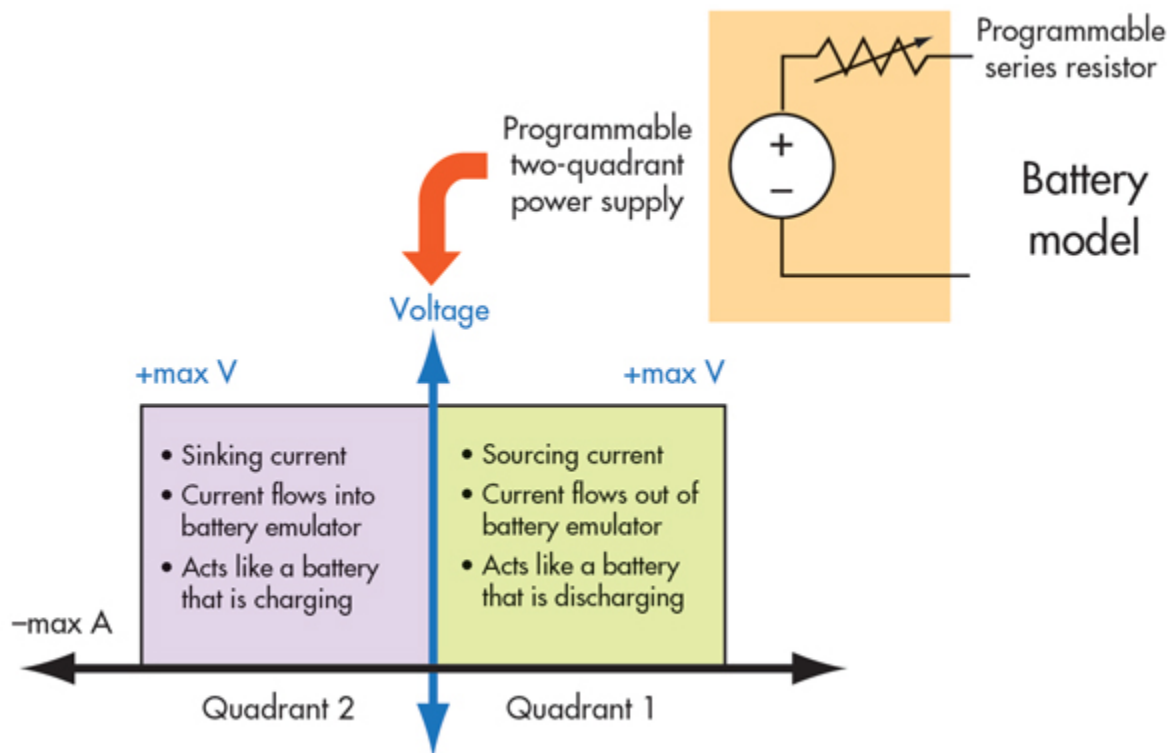 Programmable
series resistor
Programmable
two-quadrant
power supply
+
–
Battery
model
Voltage
+max V
+max V
• Sinking current
• Current flows into
battery emulator
• Acts like a battery
that is charging
• Sourcing current
• Current flows out of
battery emulator
• Acts like a battery
that is discharging
–max A
Quadrant 2
Quadrant 1